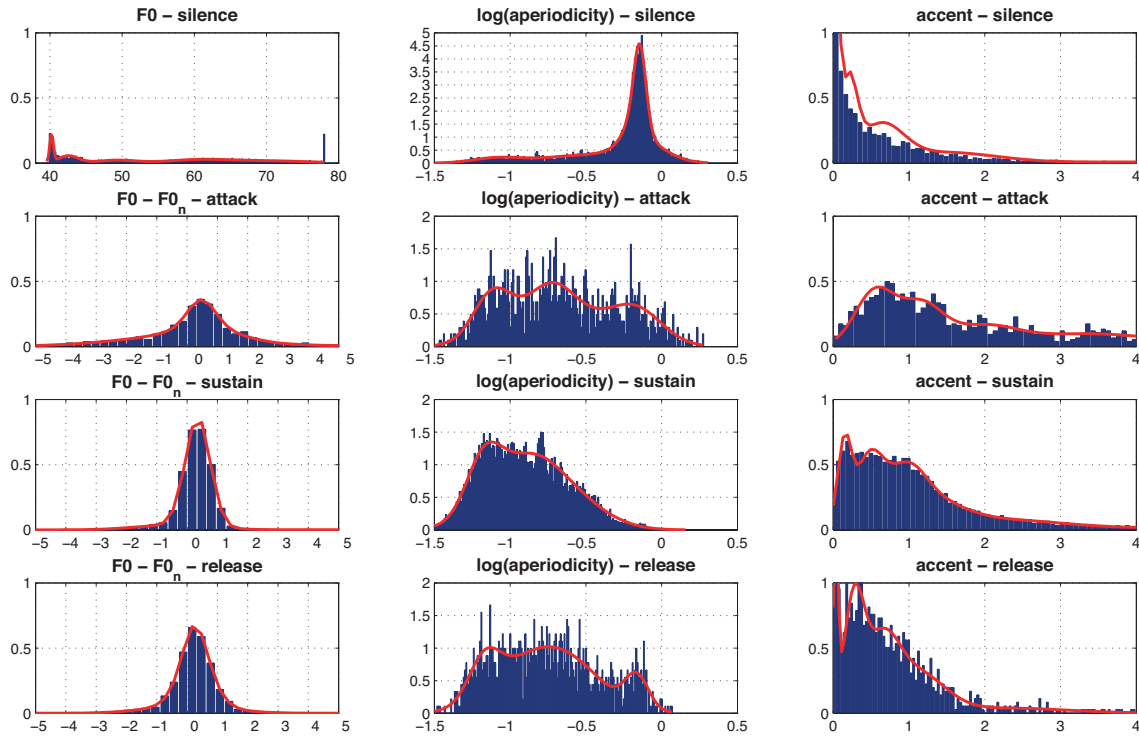 F0 − silence
1
0.5
0
40 50 60 70 80
log(aperiodicity) − silence
5
4.5
4
3.5
3
2.5
2
1.5
1
0.5
0
−1.5 −1 −0.5 0 0.5
accent − silence
1
0.5
0
0 1 2 3 4
F0 − F0n − attack
1
0.5
0
−5 −4 −3 −2 −1 0 1 2 3 4 5
log(aperiodicity) − attack
2
1.5
1
0.5
0
−1.5 −1 −0.5 0 0.5
accent − attack
1
0.5
0
0 1 2 3 4
F0 − F0n − sustain
1
0.5
0
−5 −4 −3 −2 −1 0 1 2 3 4 5
log(aperiodicity) − sustain
2
1.5
1
0.5
0
−1.5 −1 −0.5 0 0.5
accent − sustain
1
0.5
0
0 1 2 3 4
F0 − F0n − release
1
0.5
0
−5 −4 −3 −2 −1 0 1 2 3 4 5
log(aperiodicity) − release
2
1.5
1
0.5
0
−1.5 −1 −0.5 0 0.5
accent − release
1
0.5
0
0 1 2 3 4